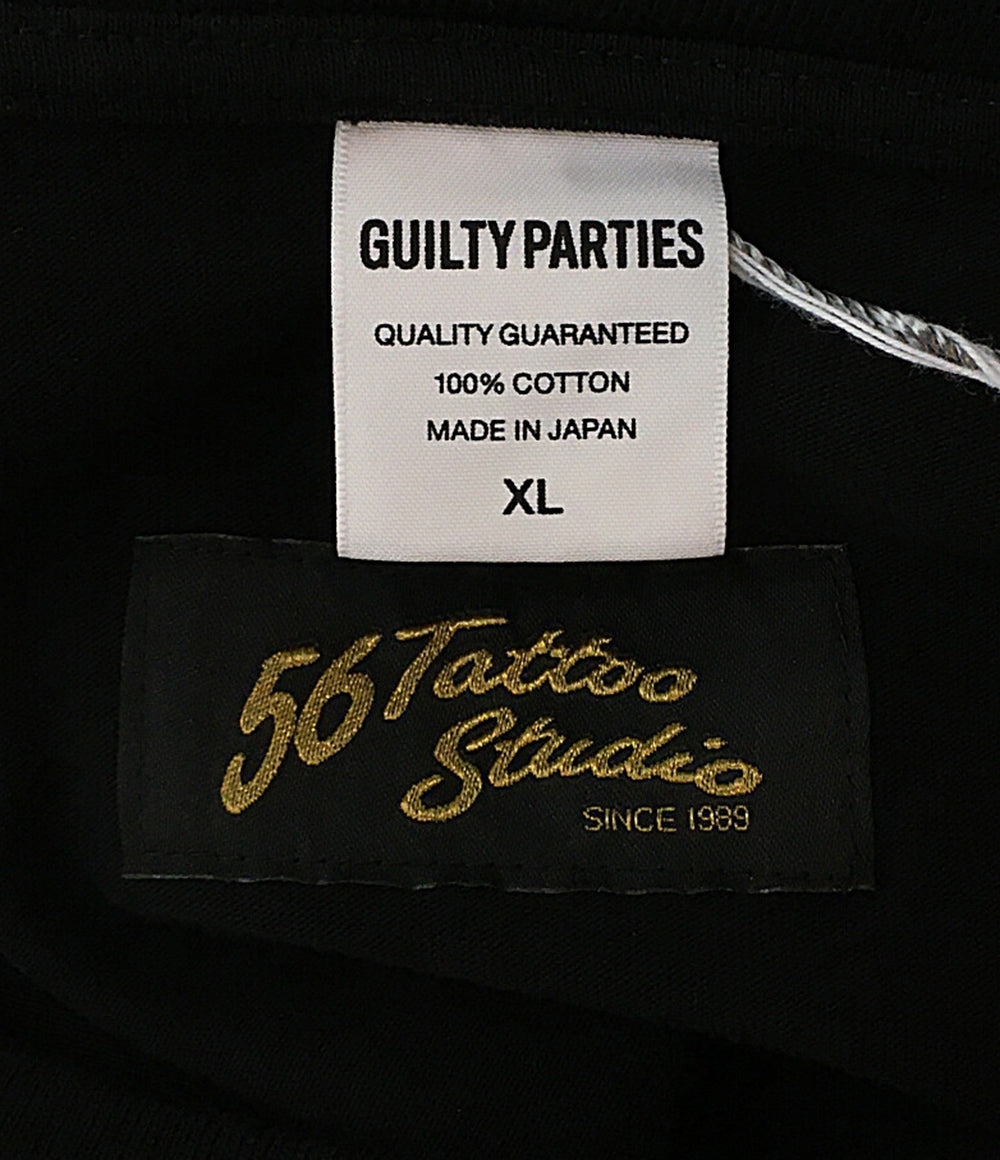 GUILTY PARTIES
QUALITY GUARANTEED
100% COTTON
MADE IN JAPAN
XL
56 Tattoo
Studio
SINCE 1989